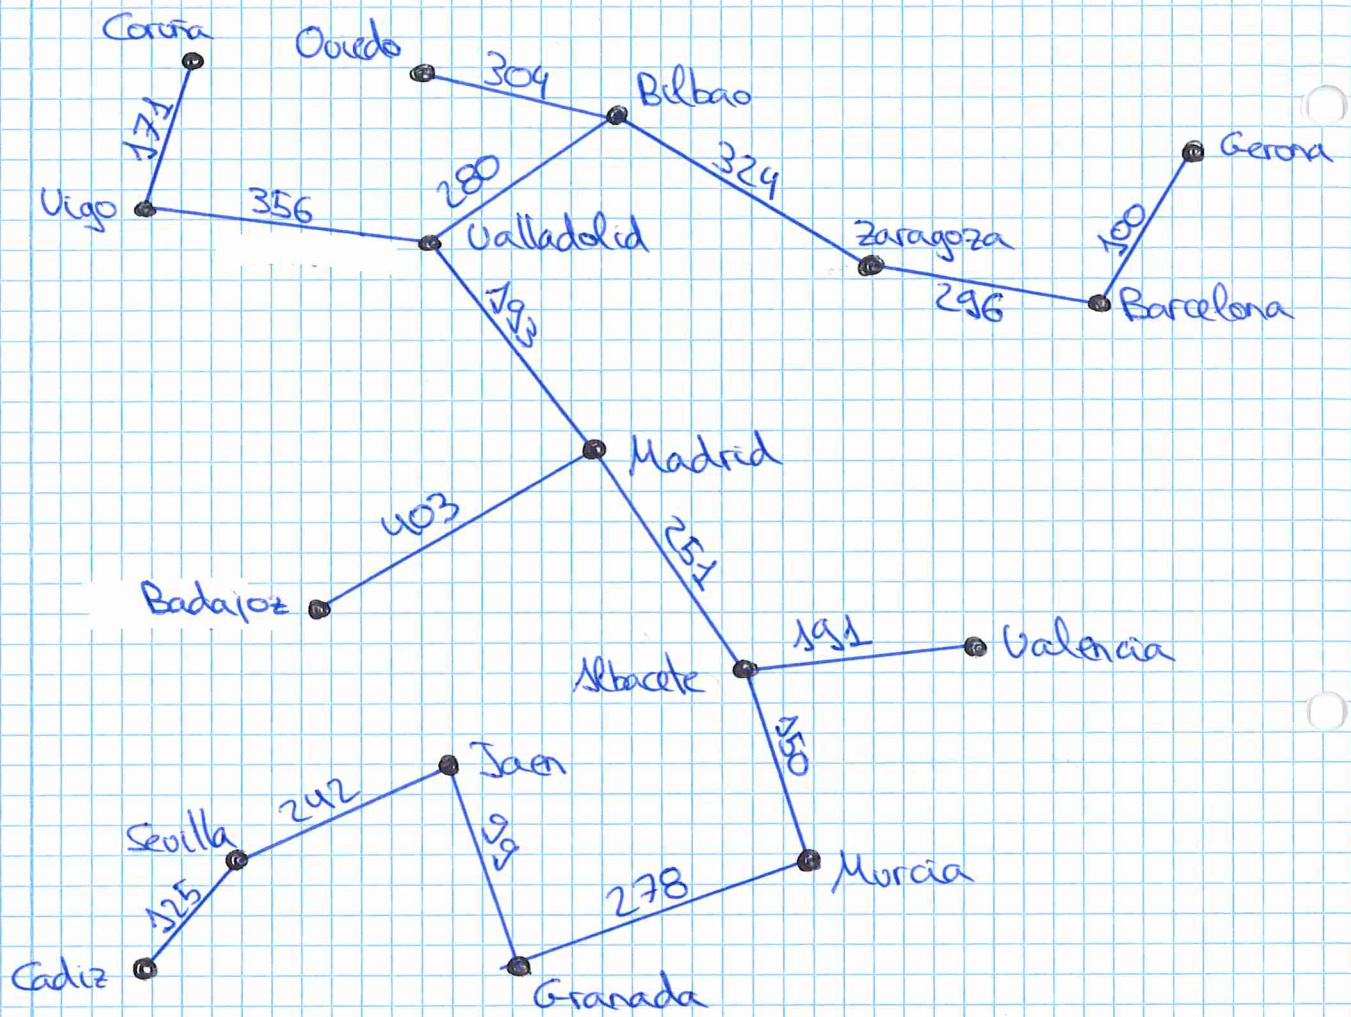 Coruña
Oviedo
304
Bilbao
171
324
Gerona
280
Vigo
356
Valladolid
Zaragoza
100
193
296
Barcelona
Madrid
403
251
Badajoz
191
Valencia
Albacete
150
Jaen
242
Sevilla
99
Murcia
278
125
Cadiz
Granada